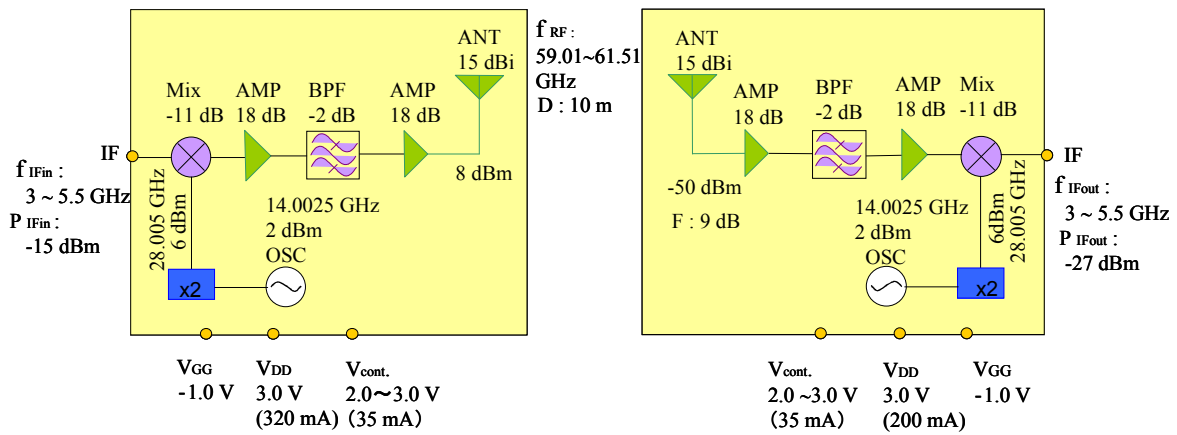 IF
f IFin :
3 ~ 5.5 GHz
P IFin :
-15 dBm
Mix
-11 dB
AMP
18 dB
BPF
-2 dB
AMP
18 dB
ANT
15 dBi
8 dBm
28.005 GHz
6 dBm
14.0025 GHz
2 dBm
OSC
x2
VGG
-1.0 V
VDD
3.0 V
(320 mA)
Vcont.
2.0~3.0 V
(35 mA)
f RF :
59.01~61.51
GHz
D : 10 m
ANT
15 dBi
AMP
18 dB
BPF
-2 dB
AMP
18 dB
Mix
-11 dB
-50 dBm
F : 9 dB
14.0025 GHz
2 dBm
OSC
6dBm
28.005 GHz
x2
IF
f IFout :
3 ~ 5.5 GHz
P IFout :
-27 dBm
Vcont.
2.0 ~3.0 V
(35 mA)
VDD
3.0 V
(200 mA)
VGG
-1.0 V